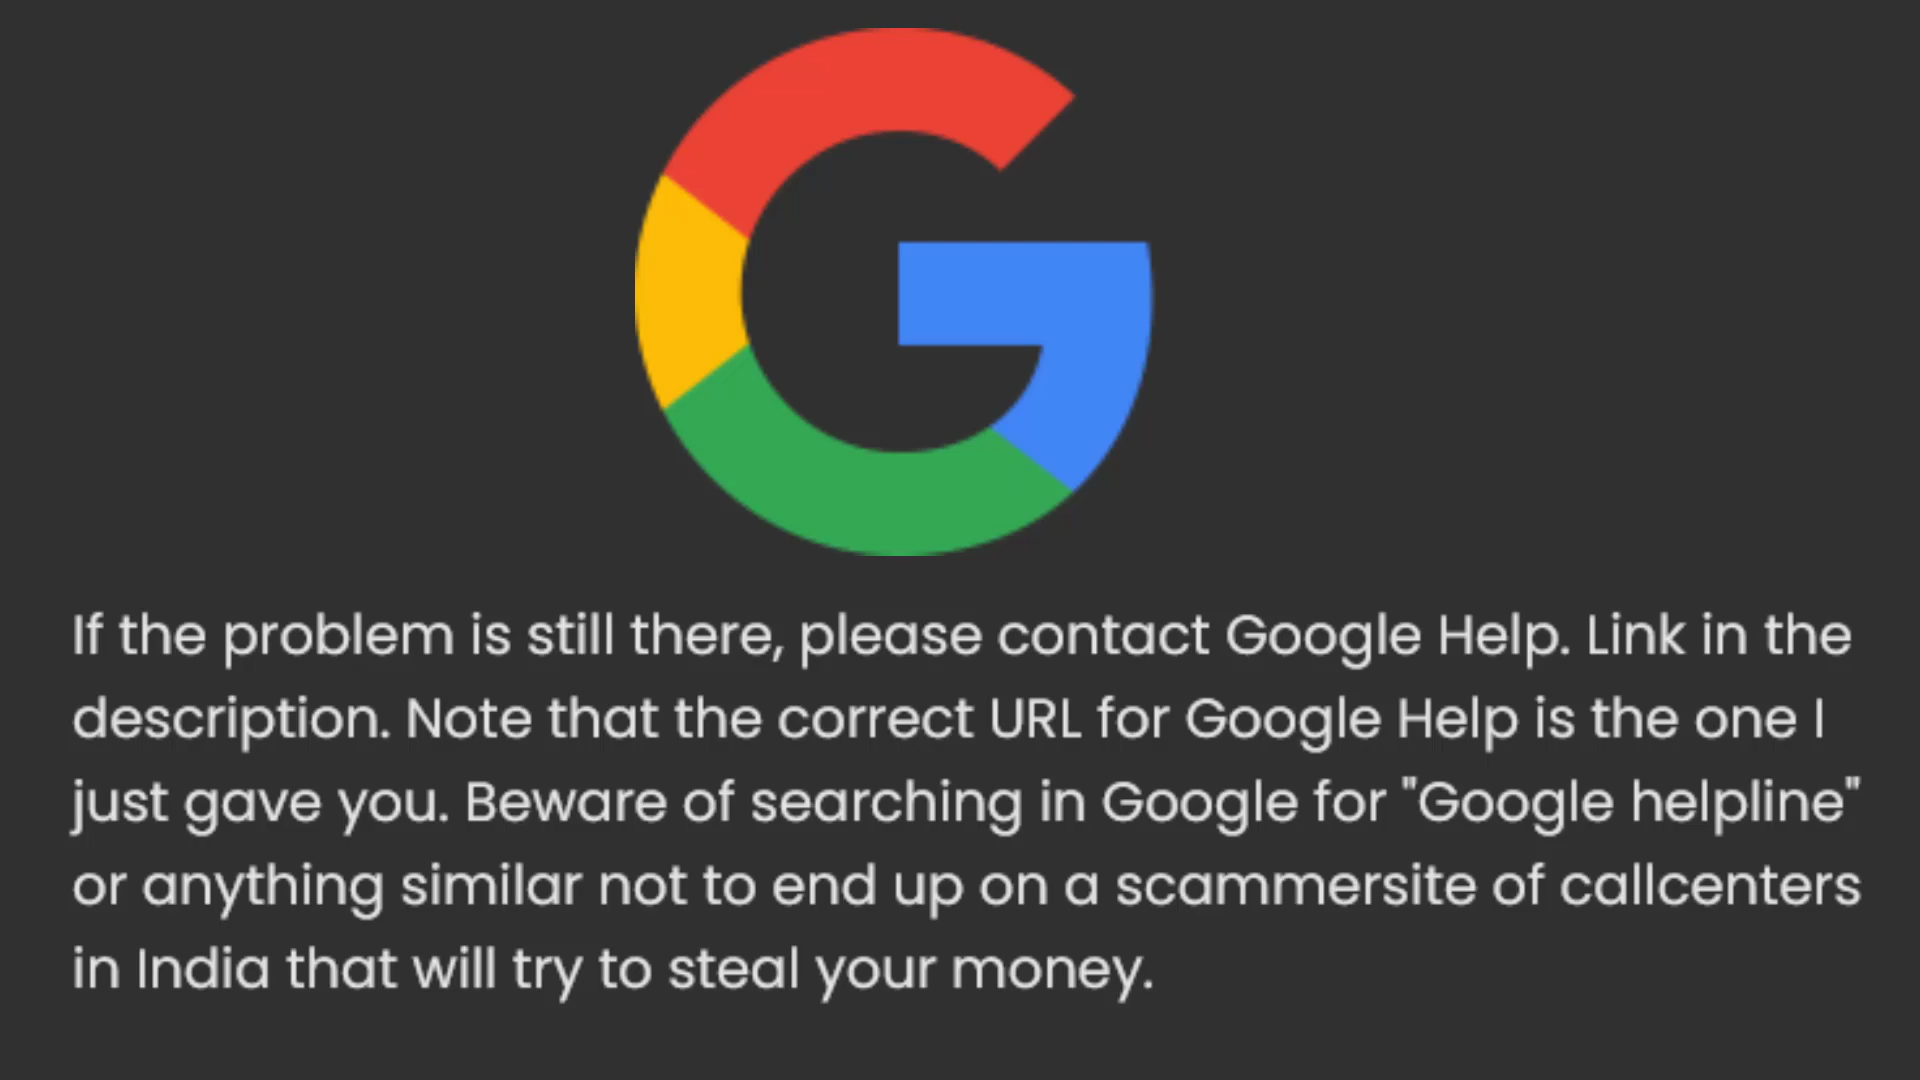 If the problem is still there, please contact Google Help. Link in the
description. Note that the correct URL for Google Help is the one I
just gave you. Beware of searching in Google for "Google helpline"
or anything similar not to end up on a scammersite of callcenters
in India that will try to steal your money.